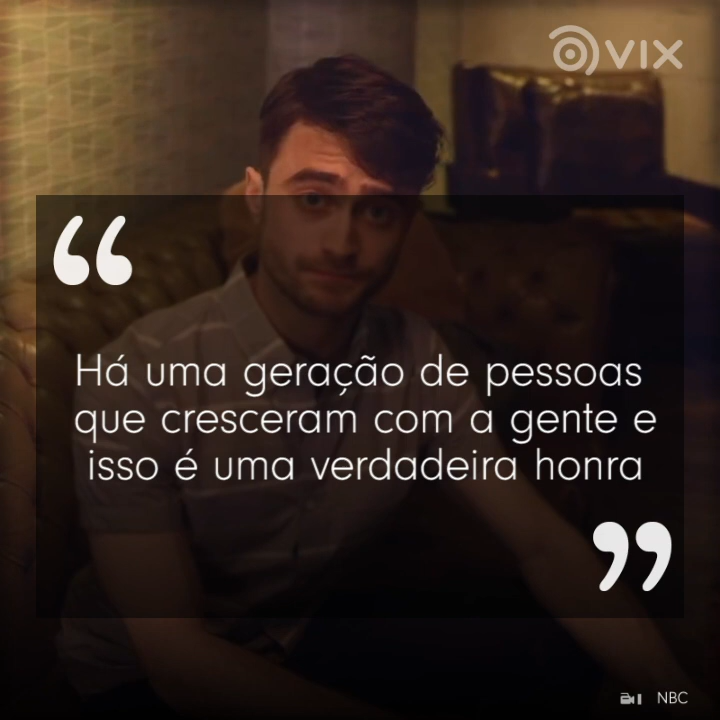 VIX
“
Há uma geração de pessoas
que cresceram com a gente e
isso é uma verdadeira honra
”
NBC